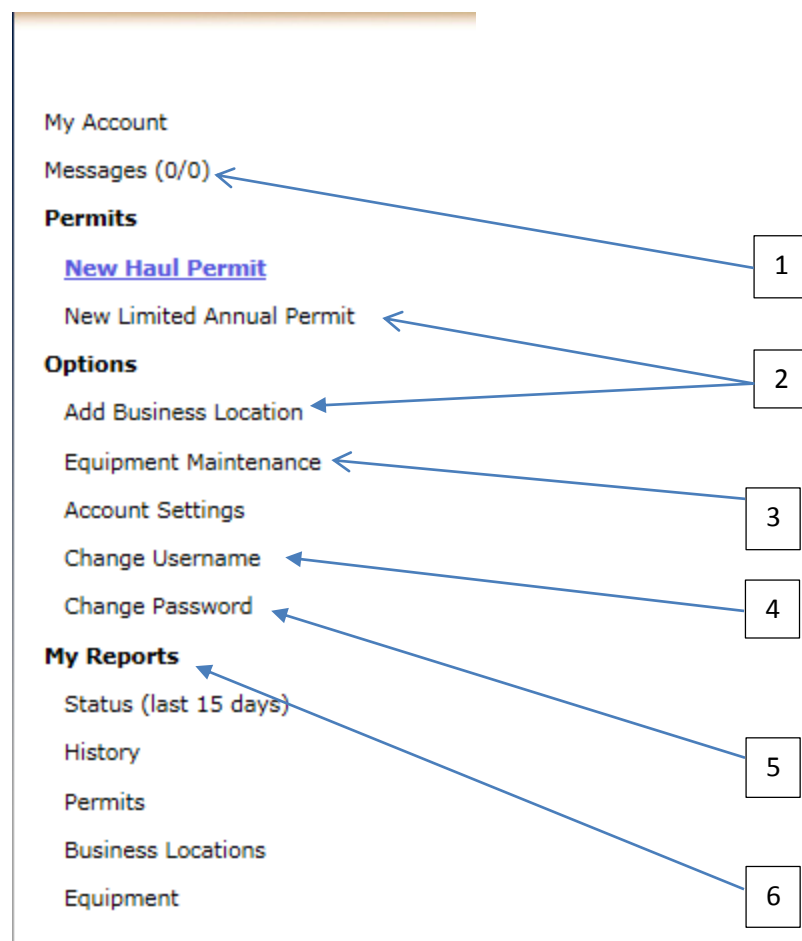 My Account
Messages (0/0)
Permits
1
New Haul Permit
New Limited Annual Permit
Options
2
Add Business Location
Equipment Maintenance
Account Settings
3
Change Username
Change Password
4
My Reports
Status (last 15 days)
History
5
Permits
Business Locations
Equipment
6